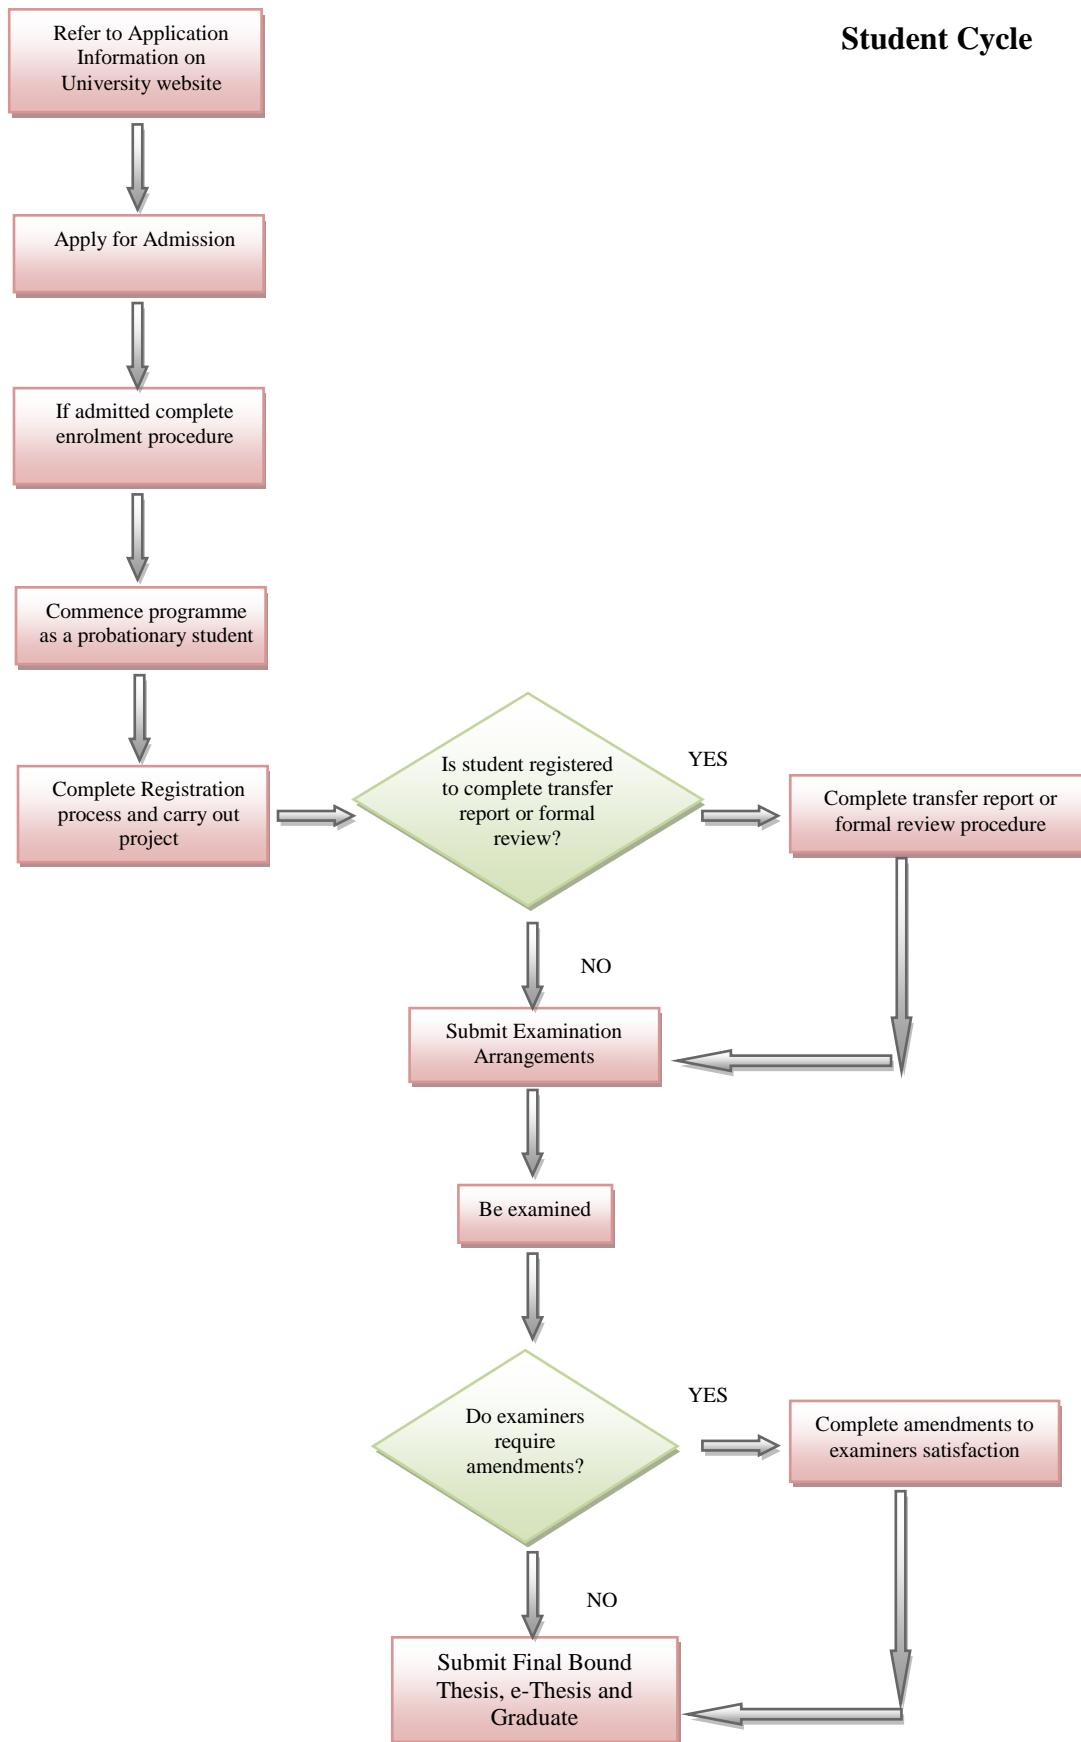 Student Cycle
Refer to Application
Information on
University website
Apply for Admission
If admitted complete
enrolment procedure
Commence programme
as a probationary student
Complete Registration
process and carry out
project
Is student registered
to complete transfer
report or formal
review?
YES
Complete transfer report or
formal review procedure
NO
Submit Examination
Arrangements
Be examined
Do examiners
require
amendments?
YES
Complete amendments to
examiners satisfaction
NO
Submit Final Bound
Thesis, e-Thesis and
Graduate